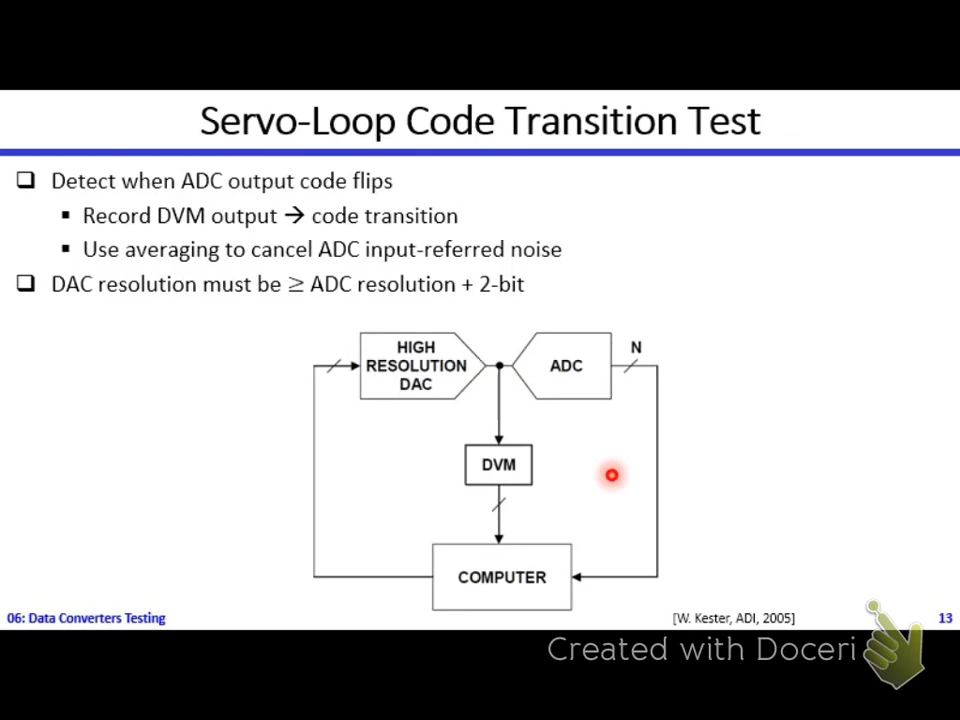 Servo-Loop Code Transition Test
❑ Detect when ADC output code flips
▪ Record DVM output → code transition
▪ Use averaging to cancel ADC input-referred noise
❑ DAC resolution must be ≥ ADC resolution + 2-bit
HIGH
RESOLUTION
DAC
ADC
N
DVM
COMPUTER
06: Data Converters Testing
[W. Kester, ADI, 2005]
13
Created with Doceri